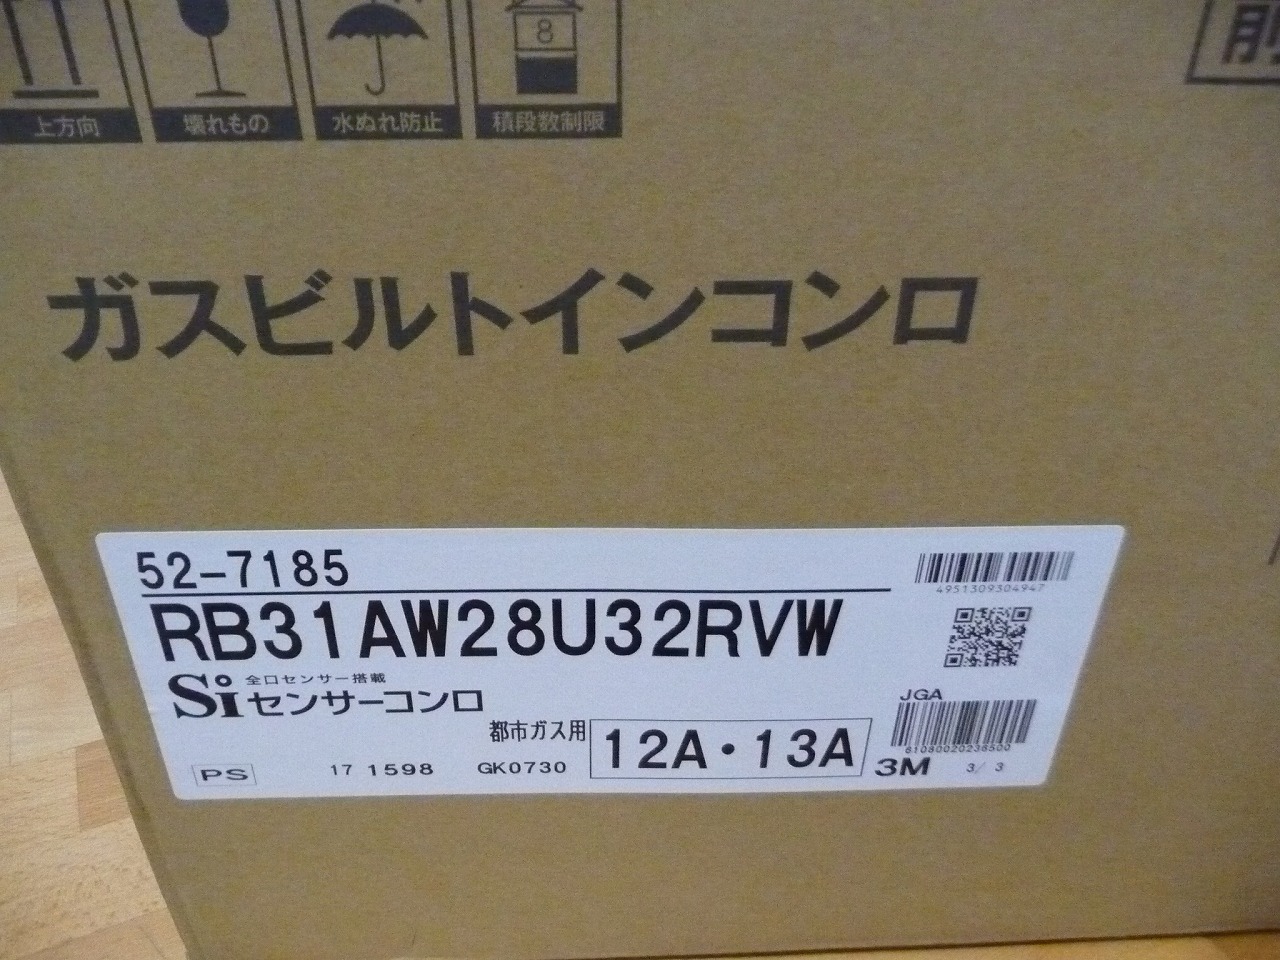 8
上方向
壊れもの
水ぬれ防止
積段数制限
ガスビルトインコンロ
52-7185
4951309304947
RB31AW28U32RVW
Si 全口センサー搭載
センサーコンロ
JGA
都市ガス用 12A・13A
PS 17 1598 GK0730
3M 3/ 3